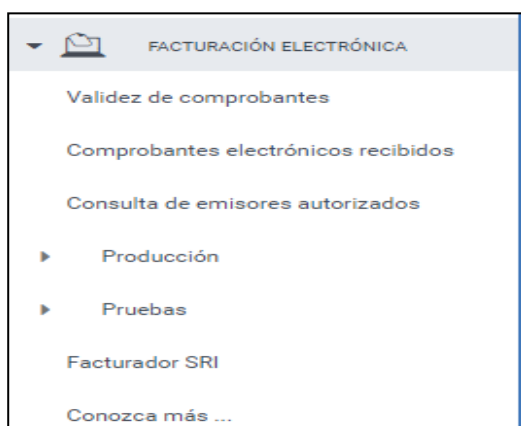 FACTURACIÓN ELECTRÓNICA
Validez de comprobantes
Comprobantes electrónicos recibidos
Consulta de emisores autorizados
Producción
Pruebas
Facturador SRI
Conozca más ...